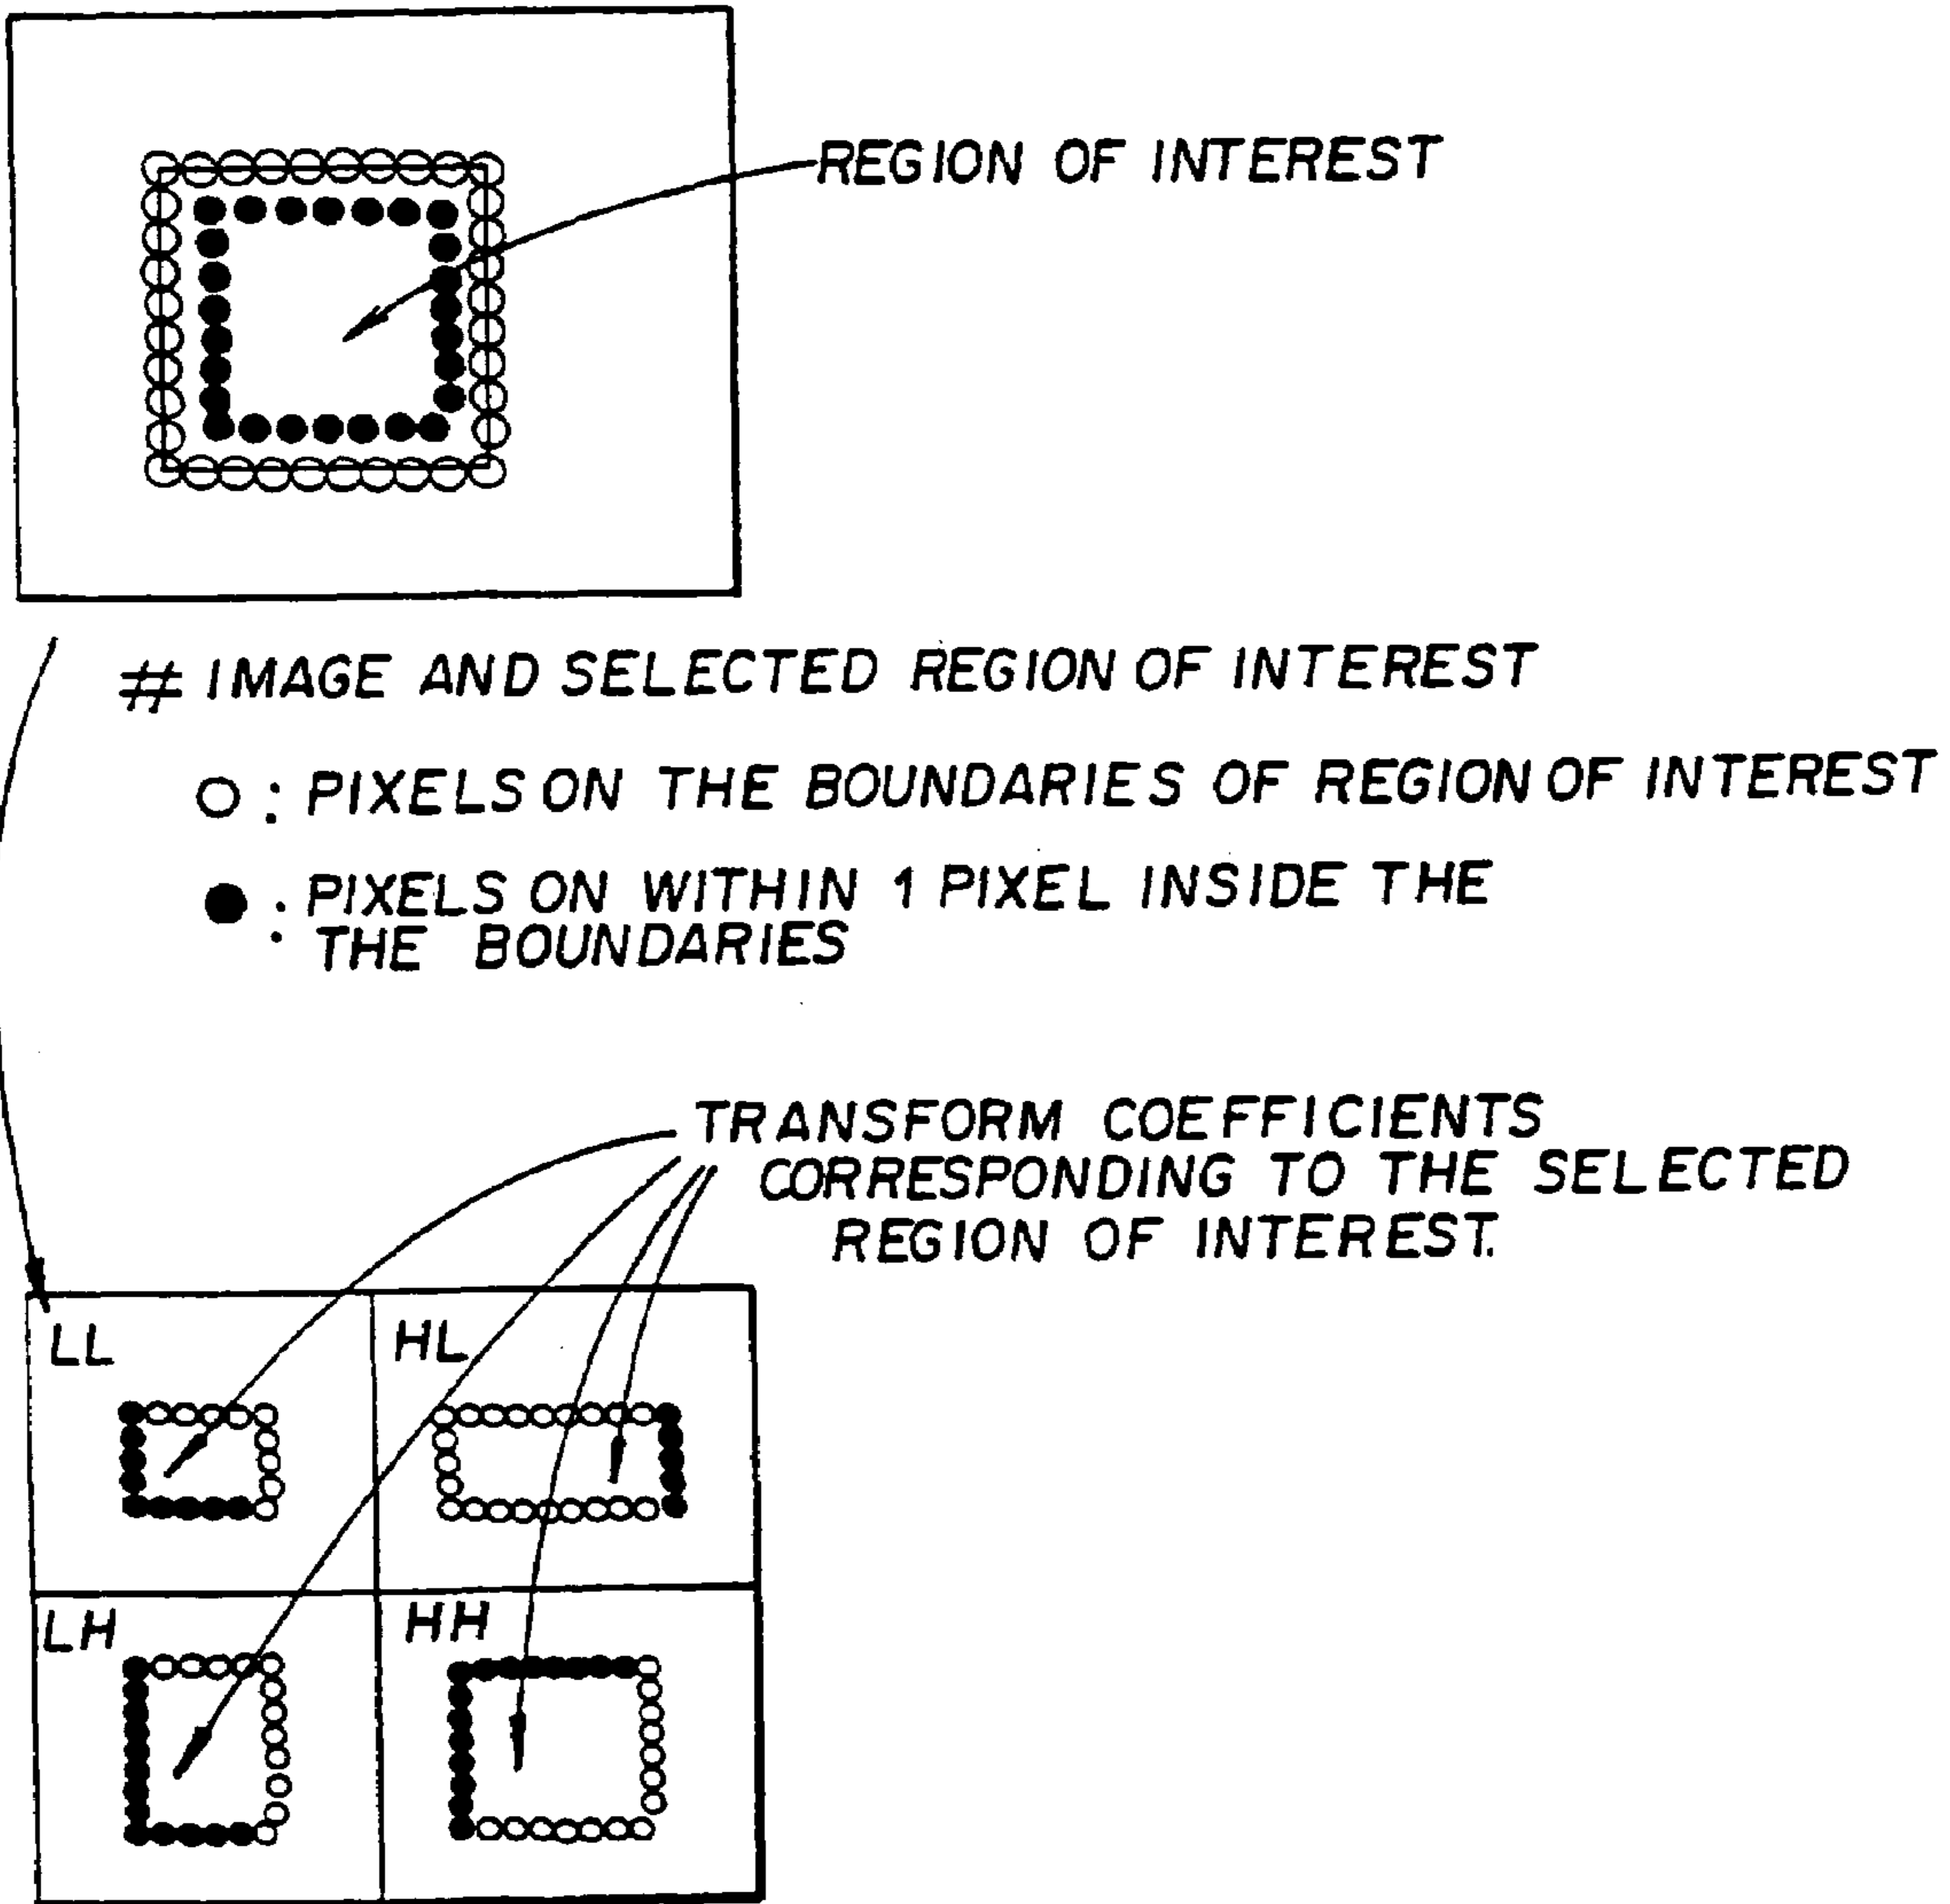 REGION OF INTEREST
# IMAGE AND SELECTED REGION OF INTEREST
○ : PIXELS ON THE BOUNDARIES OF REGION OF INTEREST
● : PIXELS ON WITHIN 1 PIXEL INSIDE THE
THE BOUNDARIES
TRANSFORM COEFFICIENTS
CORRESPONDING TO THE SELECTED
REGION OF INTEREST.
LL
HL
LH
HH